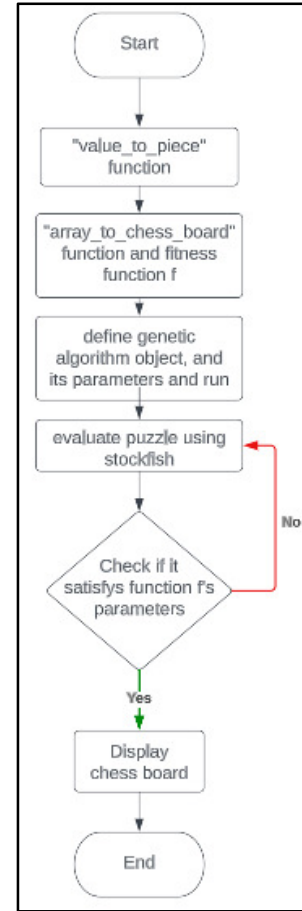 Start
"value_to_piece"
function
"array_to_chess_board"
function and fitness
function f
define genetic
algorithm object, and
its parameters and run
evaluate puzzle using
stockfish
No
Check if it
satisfys function f's
parameters
Yes
Display
chess board
End